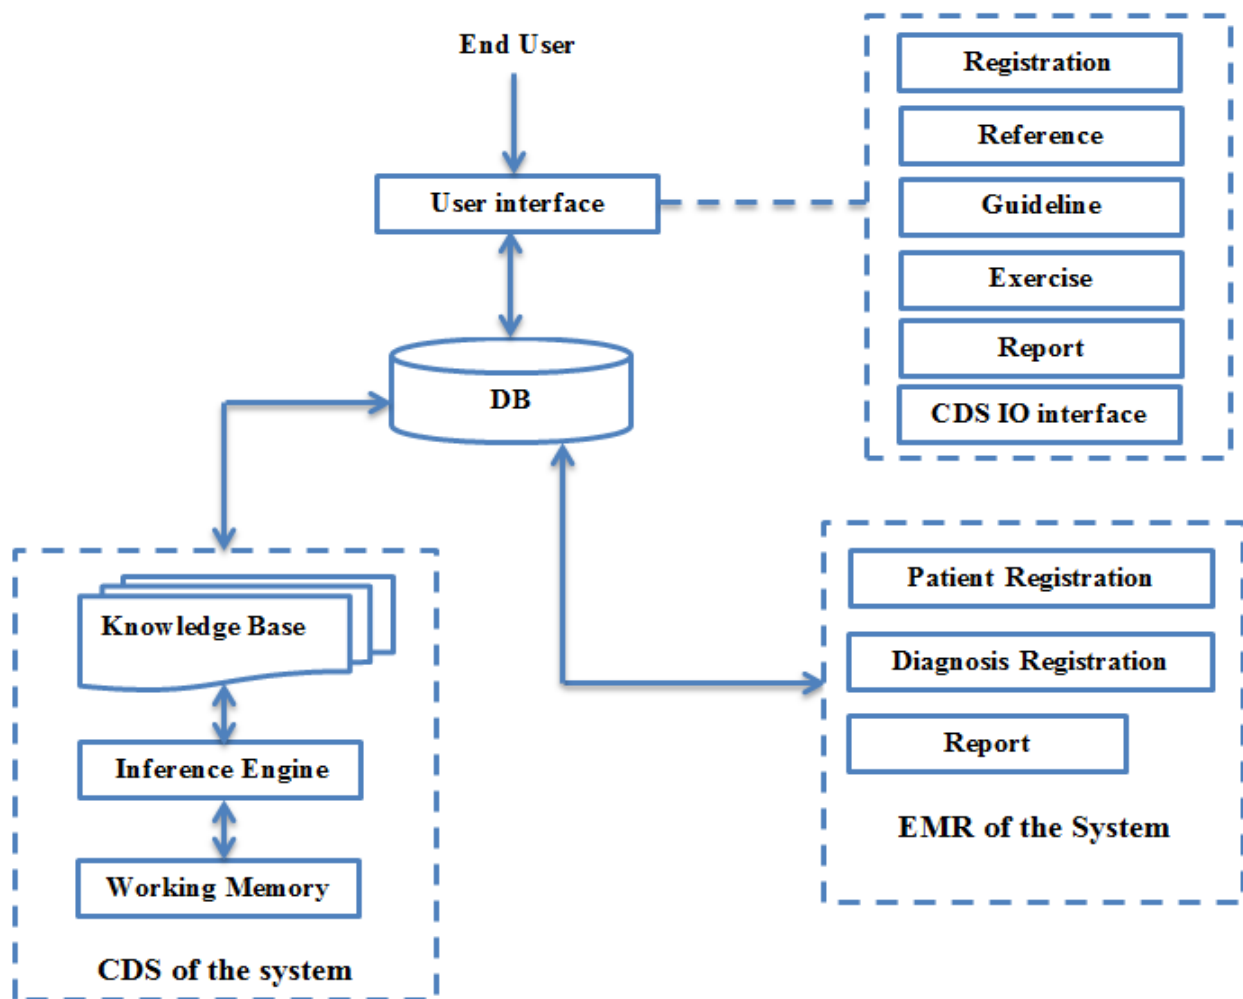 End User
User interface
DB
Registration
Reference
Guideline
Exercise
Report
CDS IO interface
Knowledge Base
Inference Engine
Working Memory
CDS of the system
Patient Registration
Diagnosis Registration
Report
EMR of the System